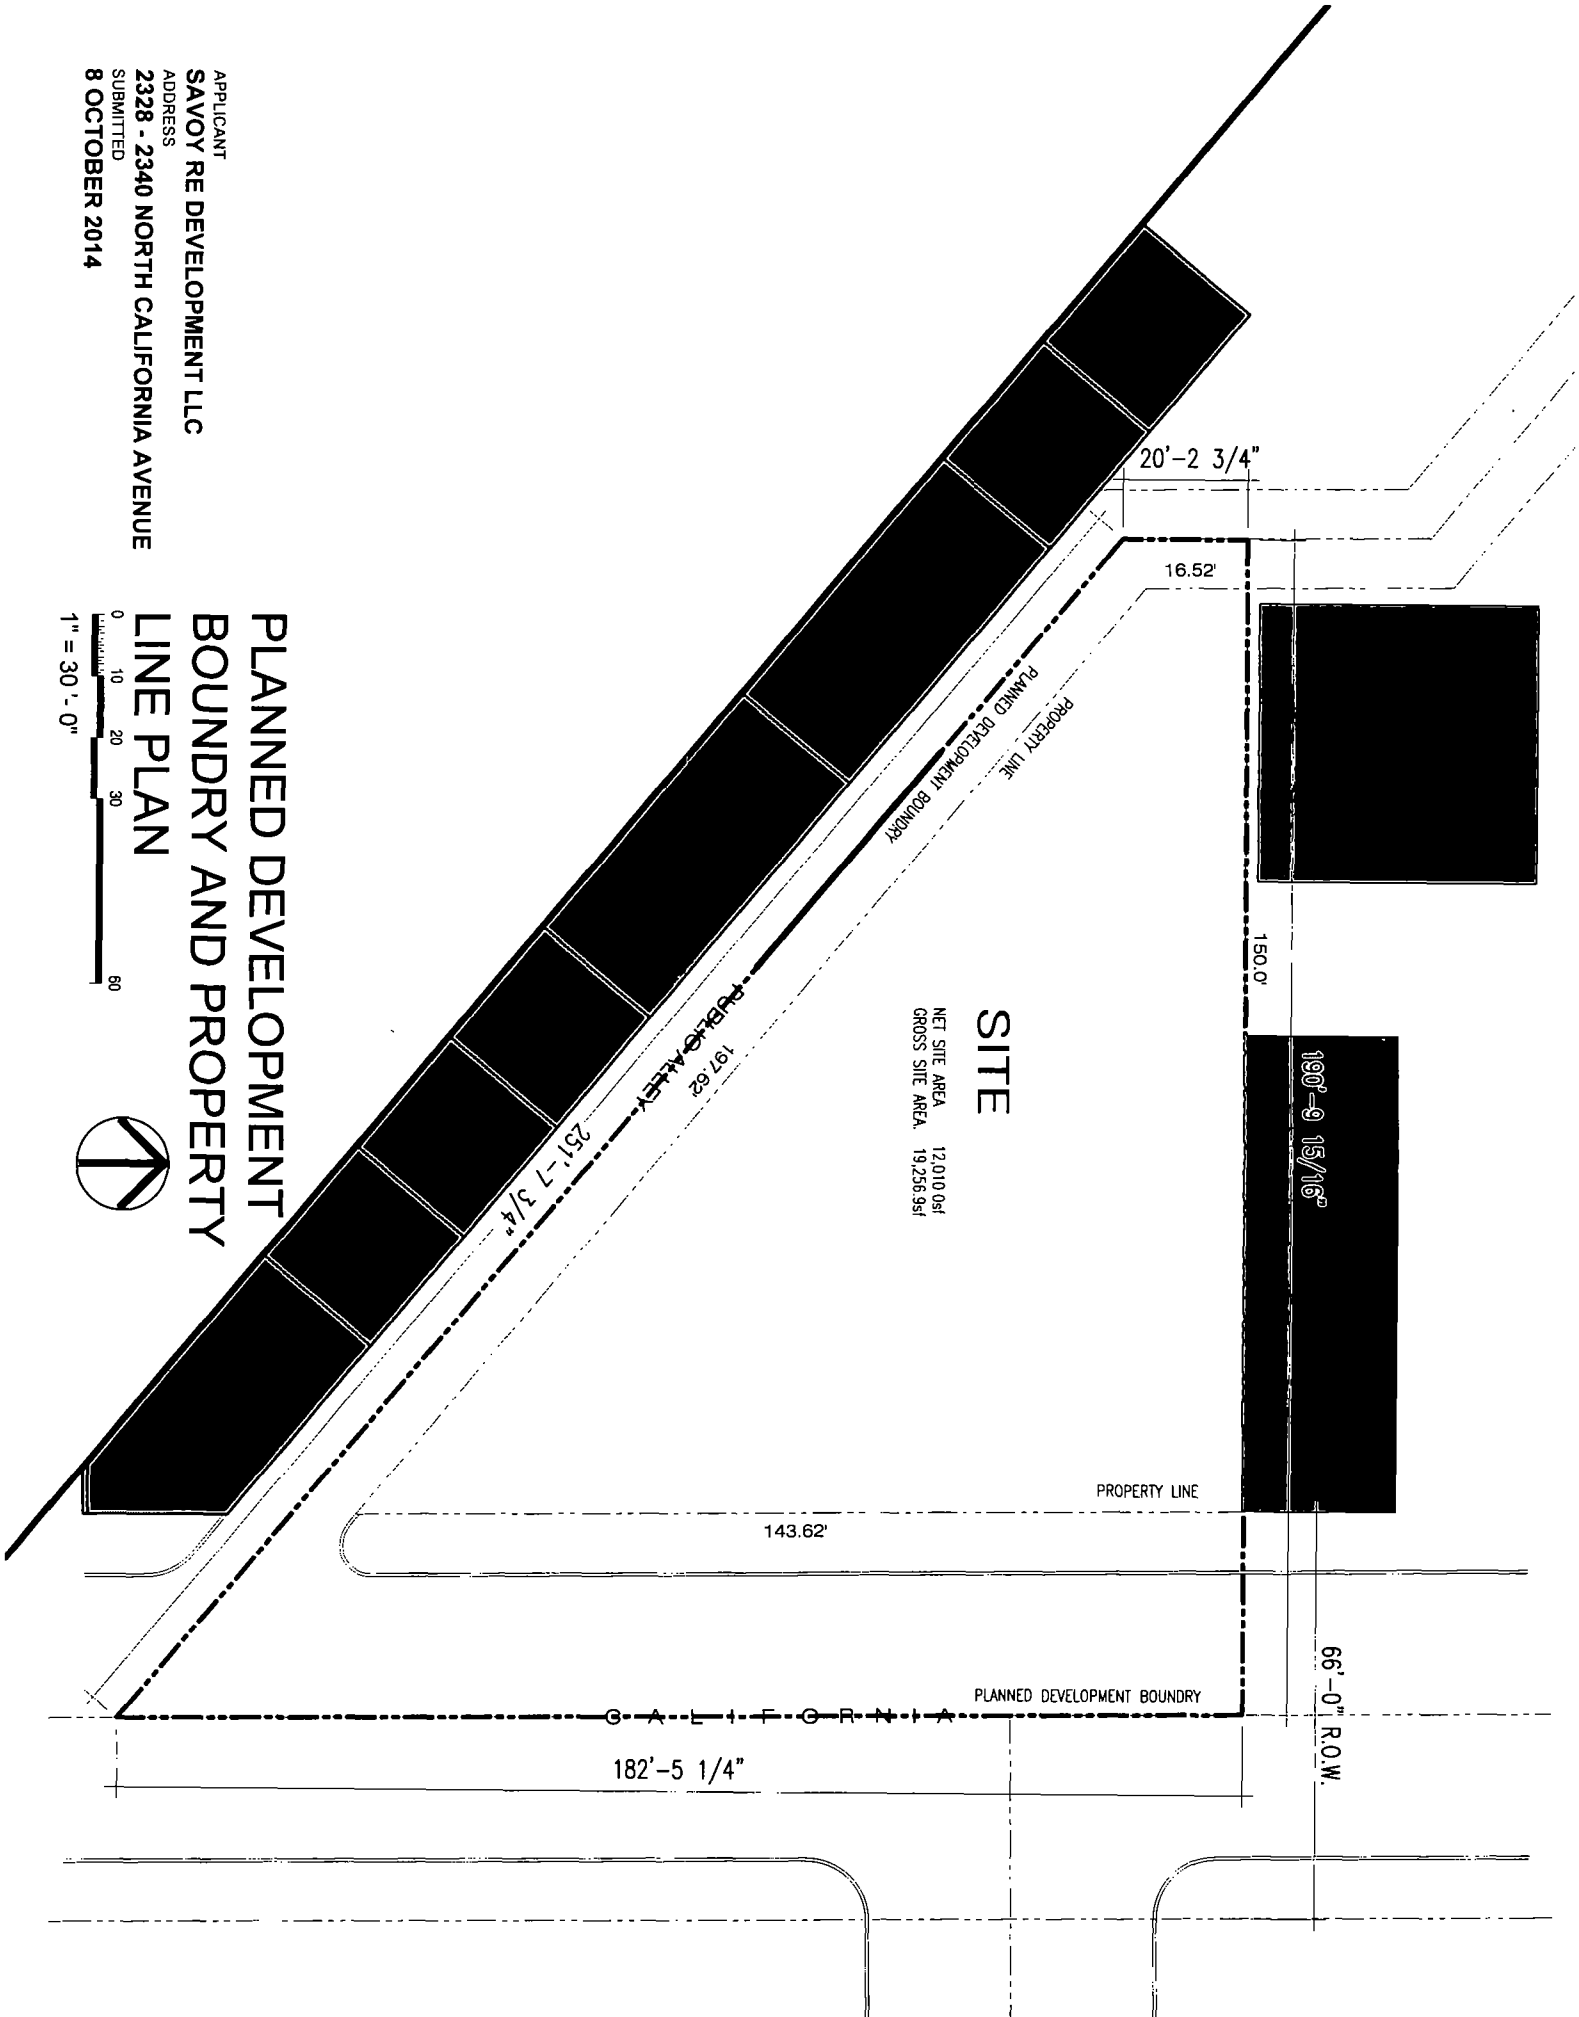 APPLICANT
SAVOY RE DEVELOPMENT LLC
ADDRESS
2328 - 2340 NORTH CALIFORNIA AVENUE
SUBMITTED
8 OCTOBER 2014
PLANNED DEVELOPMENT
BOUNDRY AND PROPERTY
LINE PLAN
0 10 20 30 60
1" = 30'-0"
20'-2 3/4"
16.52'
PROPERTY LINE
PLANNED DEVELOPMENT BOUNDRY
150.0'
190'-9 15/16"
SITE
NET SITE AREA 12,010 0sf
GROSS SITE AREA. 19,256.9sf
PUBLIC ALLEY
197.62'
251'-7 3/4"
PROPERTY LINE
143.62'
66'-0" R.O.W.
PLANNED DEVELOPMENT BOUNDRY
CALIFORNIA
182'-5 1/4"